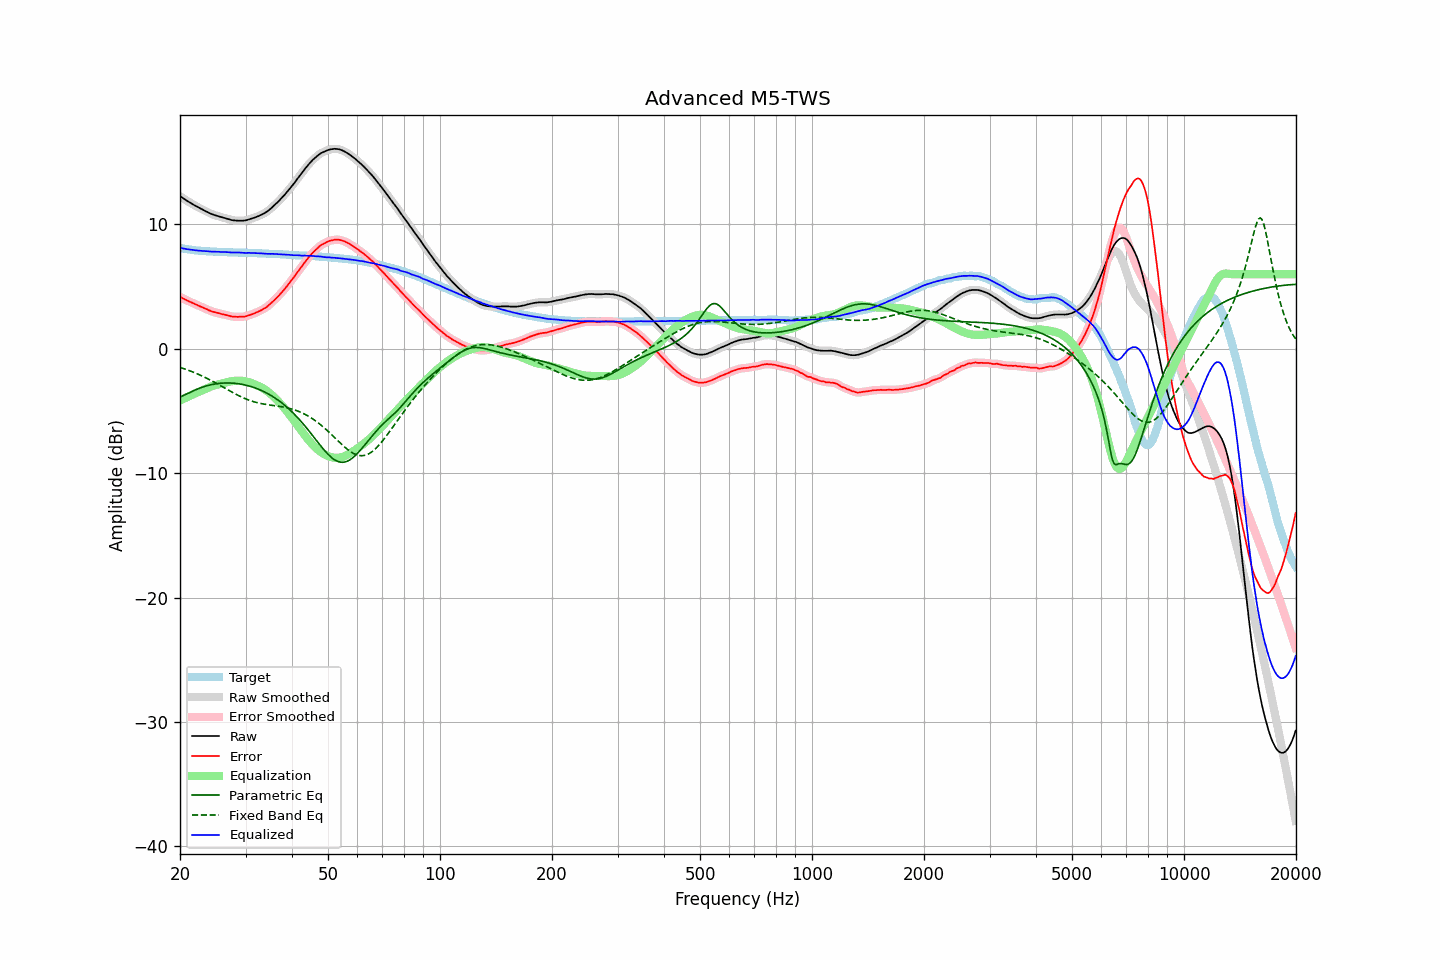 Advanced M5-TWS
Amplitude (dBr)
10
0
−10
−20
−30
−40
Target
Raw Smoothed
Error Smoothed
Raw
Error
Equalization
Parametric Eq
Fixed Band Eq
Equalized
20 50 100 200 500 1000 2000 5000 10000 20000
Frequency (Hz)